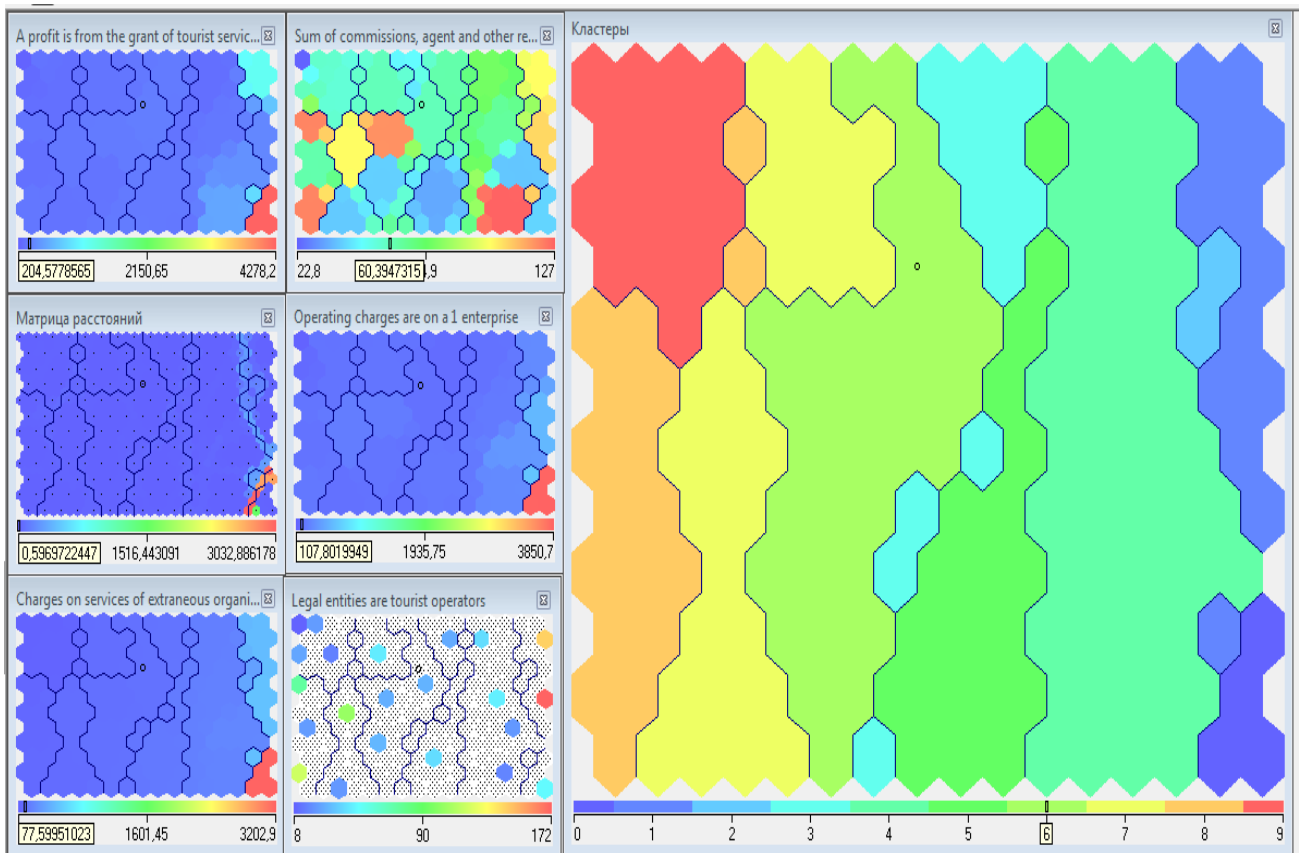 A profit is from the grant of tourist servic...
204,5778565 2150,65 4278,2
Sum of commissions, agent and other re...
22,8 60,3947315 ,9 127
Матрица расстояний
0,5969722447 1516,443091 3032,886178
Operating charges are on a 1 enterprise
107,8019949 1935,75 3850,7
Charges on services of extraneous organi...
77,59951023 1601,45 3202,9
Legal entities are tourist operators
8 90 172
Кластеры
0 1 2 3 4 5 6 7 8 9